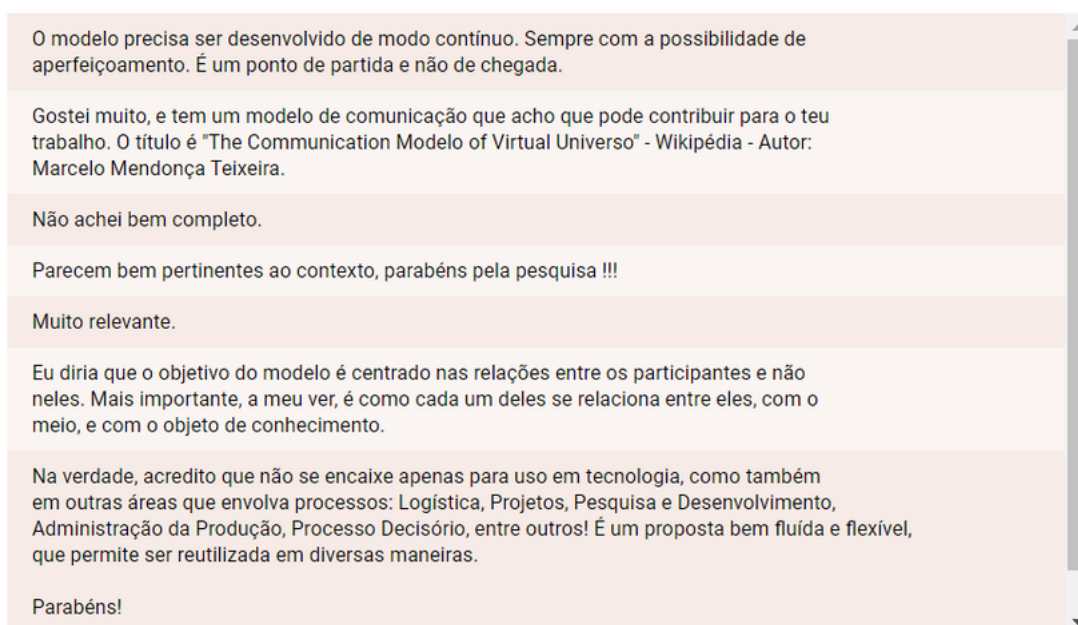 O modelo precisa ser desenvolvido de modo contínuo. Sempre com a possibilidade de
aperfeiçoamento. É um ponto de partida e não de chegada.
Gostei muito, e tem um modelo de comunicação que acho que pode contribuir para o teu
trabalho. O título é "The Communication Modelo of Virtual Universo" - Wikipédia - Autor:
Marcelo Mendonça Teixeira.
Não achei bem completo.
Parecem bem pertinentes ao contexto, parabéns pela pesquisa !!!
Muito relevante.
Eu diria que o objetivo do modelo é centrado nas relações entre os participantes e não
neles. Mais importante, a meu ver, é como cada um deles se relaciona entre eles, com o
meio, e com o objeto de conhecimento.
Na verdade, acredito que não se encaixe apenas para uso em tecnologia, como também
em outras áreas que envolva processos: Logística, Projetos, Pesquisa e Desenvolvimento,
Administração da Produção, Processo Decisório, entre outros! É um proposta bem fluída e flexível,
que permite ser reutilizada em diversas maneiras.
Parabéns!